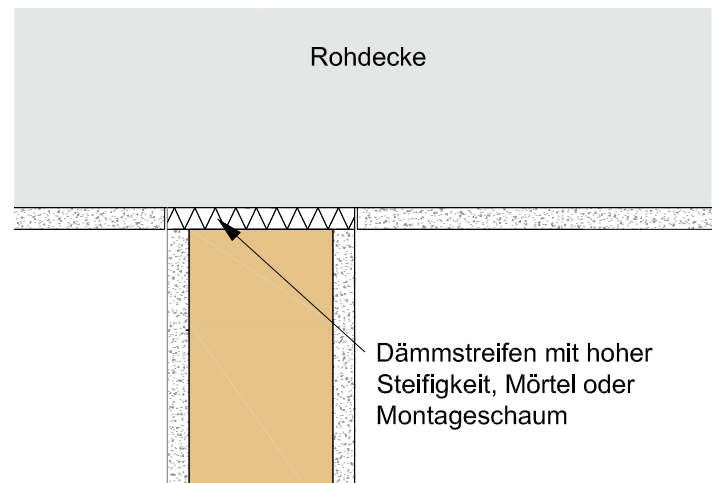 Rohdecke
Dämmstreifen mit hoher
Steifigkeit, Mörtel oder
Montageschaum